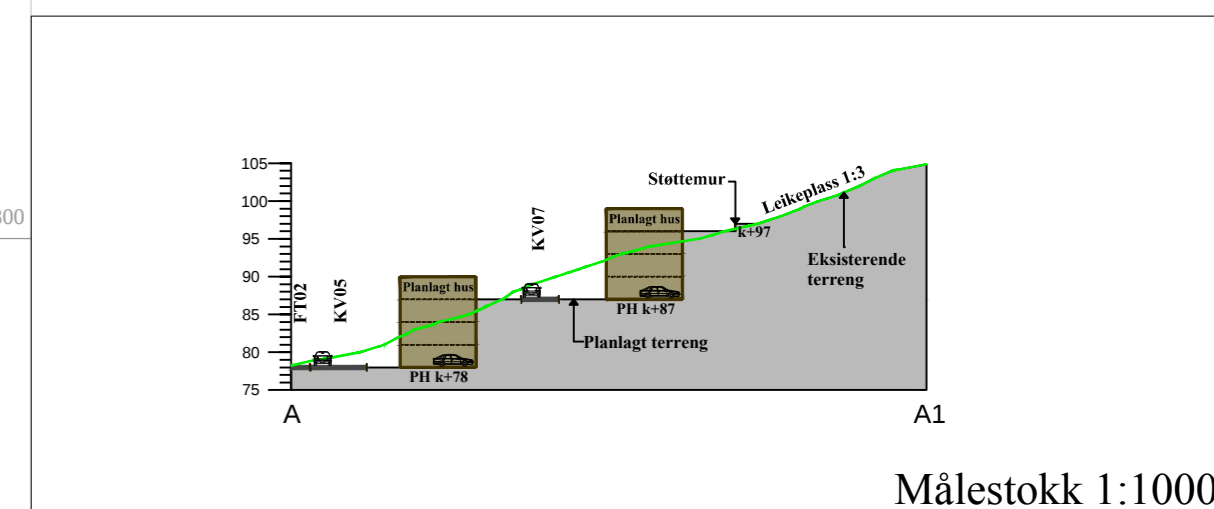 300
105
100
95
90
85
80
75
FT02
KV05
Planlagt hus
PH k+78
KV07
Planlagt hus
PH k+87
Planlagt terreng
Støttemur
k+97
Leikeplass 1:3
Eksisterende
terreng
A
A1
Målestokk 1:1000